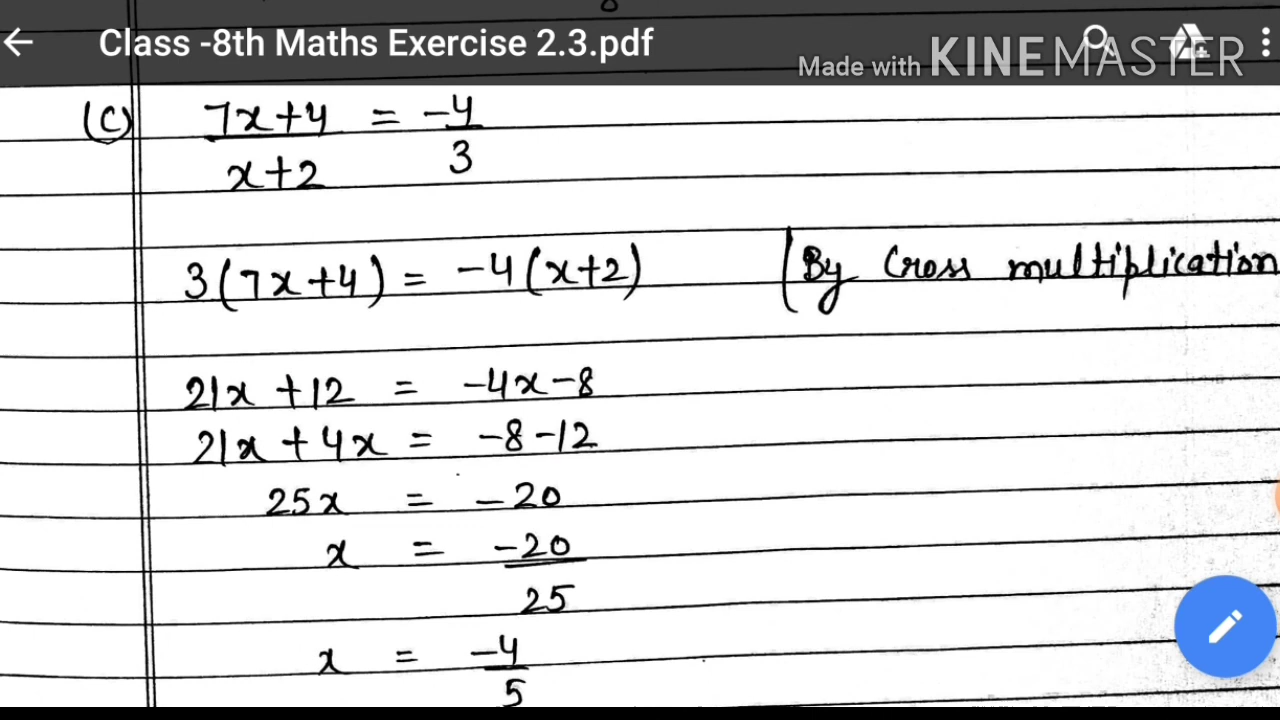 Class -8th Maths Exercise 2.3.pdf
Made with KINEMASTER
(C) 7x+4 = -4
x+2 3
3(7x+4) = -4(x+2) (By Cross multiplication
21x +12 = -4x-8
21x + 4x = -8-12
25x = -20
x = -20
25
x = -4
5